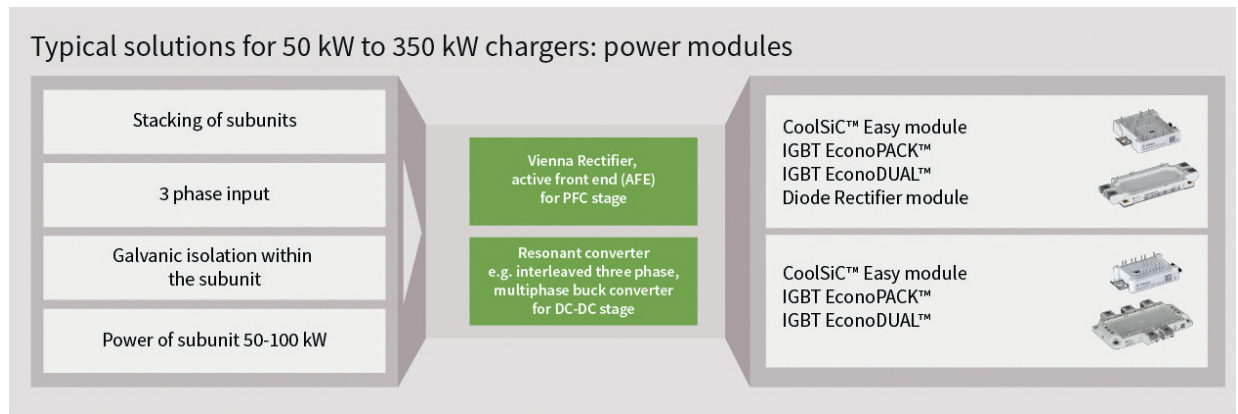 Typical solutions for 50 kW to 350 kW chargers: power modules
Stacking of subunits
3 phase input
Galvanic isolation within
the subunit
Power of subunit 50-100 kW
Vienna Rectifier,
active front end (AFE)
for PFC stage
Resonant converter
e.g. interleaved three phase,
multiphase buck converter
for DC-DC stage
CoolSiC™ Easy module
IGBT EconoPACK™
IGBT EconoDUAL™
Diode Rectifier module
CoolSiC™ Easy module
IGBT EconoPACK™
IGBT EconoDUAL™